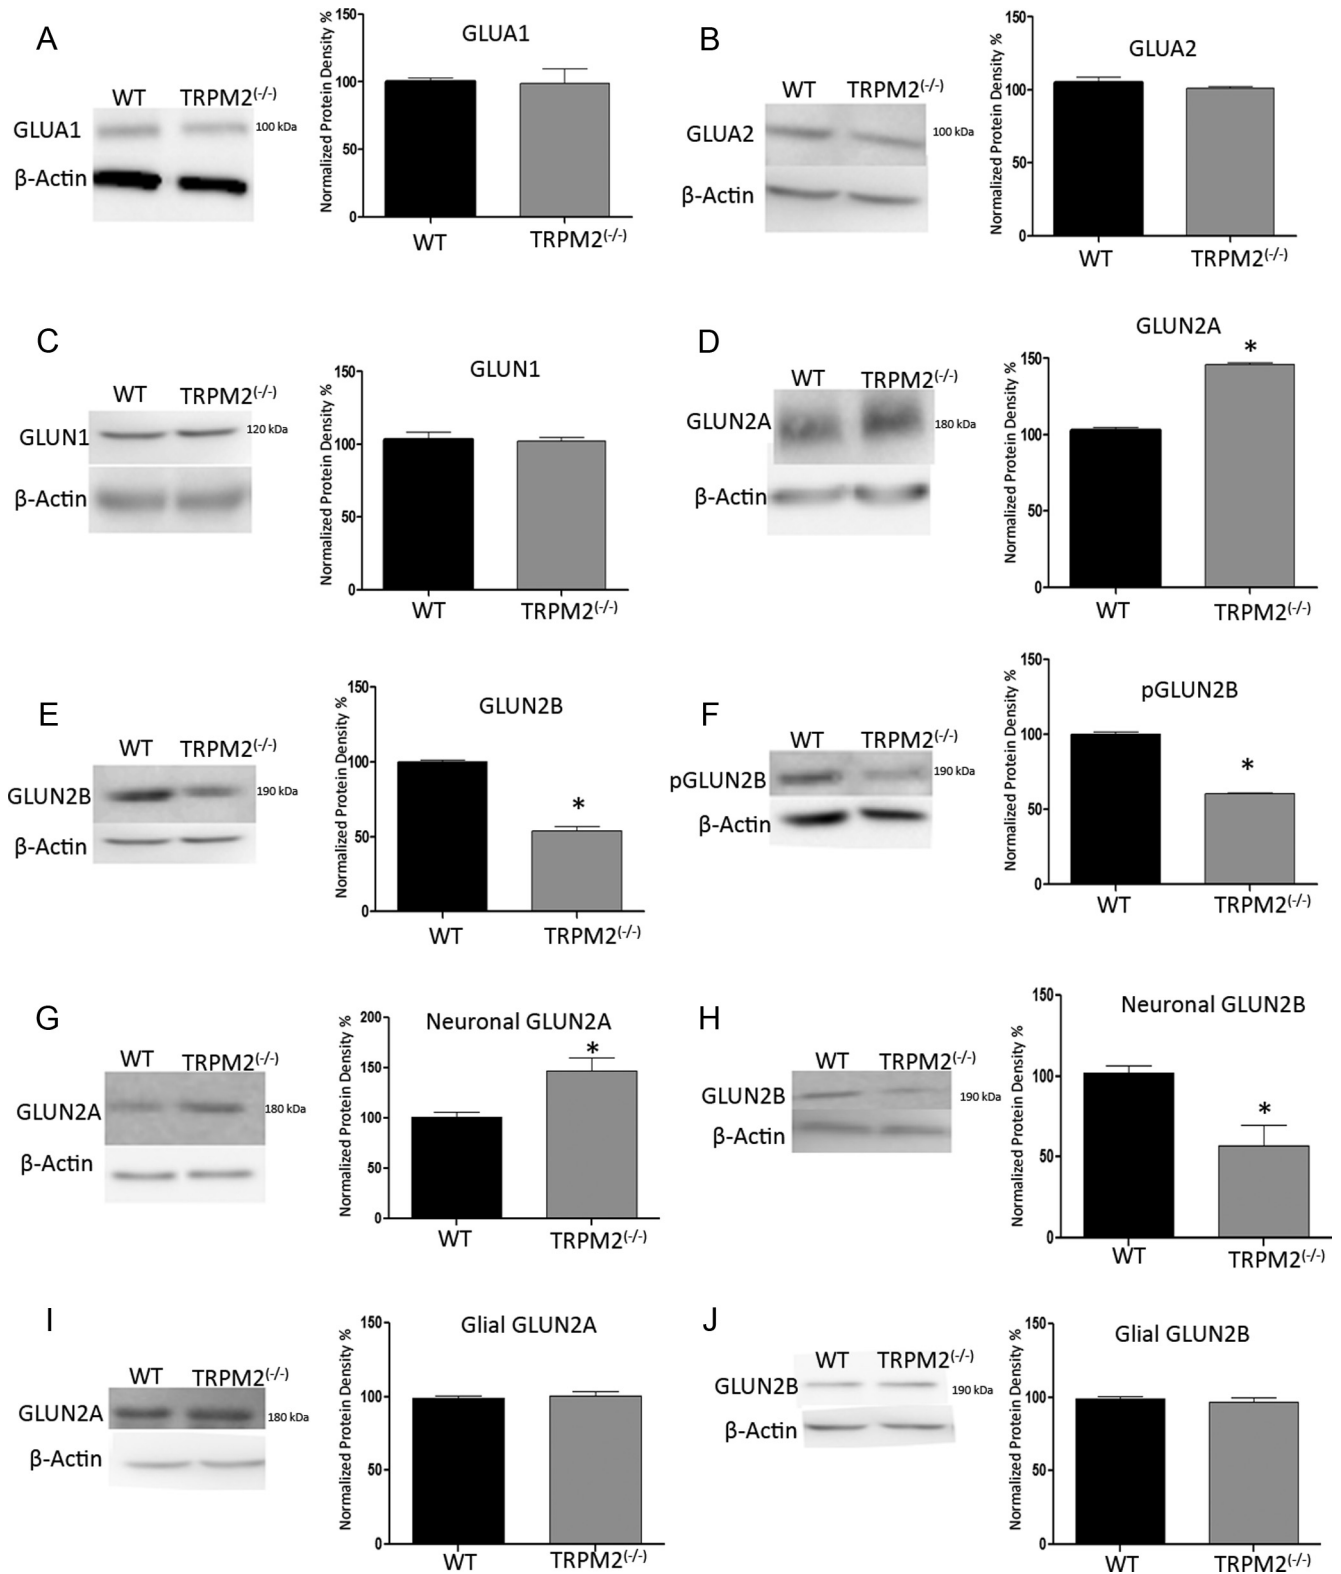 A
WT TRPM2(-/-)
GLUA1 100 kDa
β-Actin
GLUA1
Normalized Protein Density %
150
100
50
0
WT TRPM2(-/-)
B
WT TRPM2(-/-)
GLUA2 100 kDa
β-Actin
GLUA2
Normalized Protein Density %
150
100
50
0
WT TRPM2(-/-)
C
WT TRPM2(-/-)
GLUN1 120 kDa
β-Actin
GLUN1
Normalized Protein Density %
150
100
50
0
WT TRPM2(-/-)
D
WT TRPM2(-/-)
GLUN2A 180 kDa
β-Actin
GLUN2A
Normalized Protein Density %
150
100
50
0
*
WT TRPM2(-/-)
E
WT TRPM2(-/-)
GLUN2B 190 kDa
β-Actin
GLUN2B
Normalized Protein Density %
150
100
50
0
*
WT TRPM2(-/-)
F
WT TRPM2(-/-)
pGLUN2B 190 kDa
β-Actin
pGLUN2B
Normalized Protein Density %
150
100
50
0
*
WT TRPM2(-/-)
G
WT TRPM2(-/-)
GLUN2A 180 kDa
β-Actin
Neuronal GLUN2A
Normalized Protein Density %
200
150
100
50
0
*
WT TRPM2(-/-)
H
WT TRPM2(-/-)
GLUN2B 190 kDa
β-Actin
Neuronal GLUN2B
Normalized Protein Density %
150
100
50
0
*
WT TRPM2(-/-)
I
WT TRPM2(-/-)
GLUN2A 180 kDa
β-Actin
Glial GLUN2A
Normalized Protein Density %
150
100
50
0
WT TRPM2(-/-)
J
WT TRPM2(-/-)
GLUN2B 190 kDa
β-Actin
Glial GLUN2B
Normalized Protein Density %
150
100
50
0
WT TRPM2(-/-)